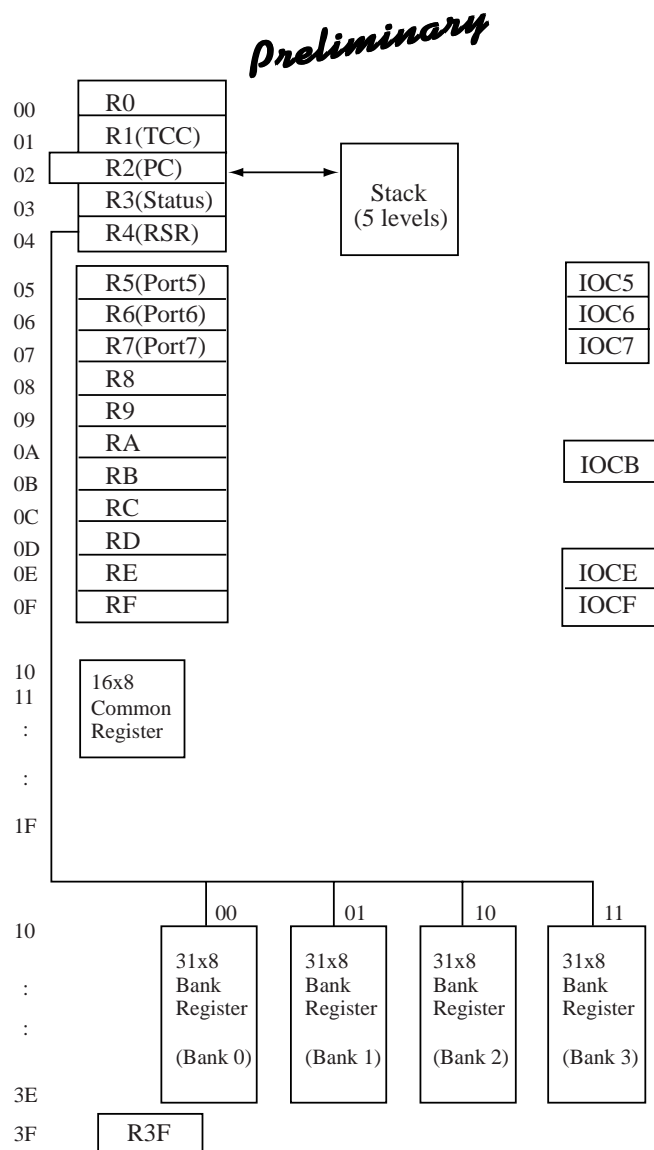 Preliminary
00 R0
01 R1(TCC)
02 R2(PC)
03 R3(Status)
04 R4(RSR)
Stack
(5 levels)
05 R5(Port5) IOC5
06 R6(Port6) IOC6
07 R7(Port7) IOC7
08 R8
09 R9
0A RA
0B RB IOCB
0C RC
0D RD
0E RE IOCE
0F RF IOCF
10
11
:
:
1F
16x8
Common
Register
00 01 10 11
10
:
:
3E
31x8
Bank
Register
(Bank 0)
31x8
Bank
Register
(Bank 1)
31x8
Bank
Register
(Bank 2)
31x8
Bank
Register
(Bank 3)
3F R3F